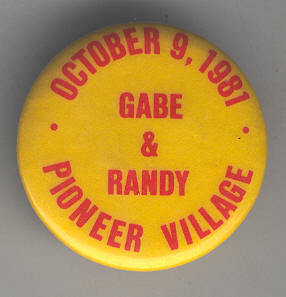 OCTOBER 9, 1981
GABE
&
RANDY
• PIONEER VILLAGE •